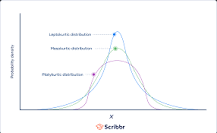 Leptokurtic distribution
Mesokurtic distribution
Platykurtic distribution
Probability density
X
Scribbr